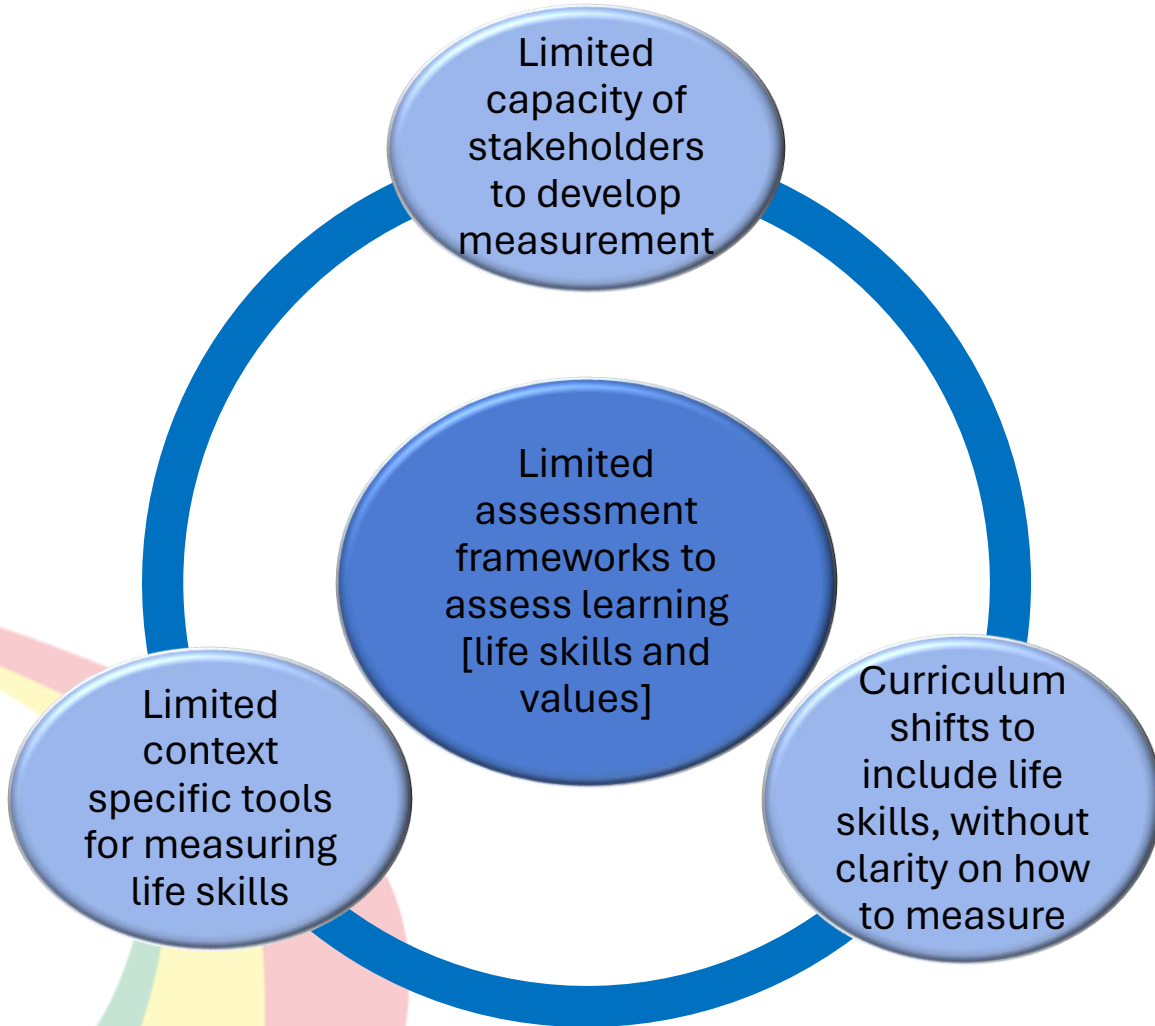 Limited
capacity of
stakeholders
to develop
measurement
Limited
assessment
frameworks to
assess learning
[life skills and
values]
Limited
context
specific tools
for measuring
life skills
Curriculum
shifts to
include life
skills, without
clarity on how
to measure